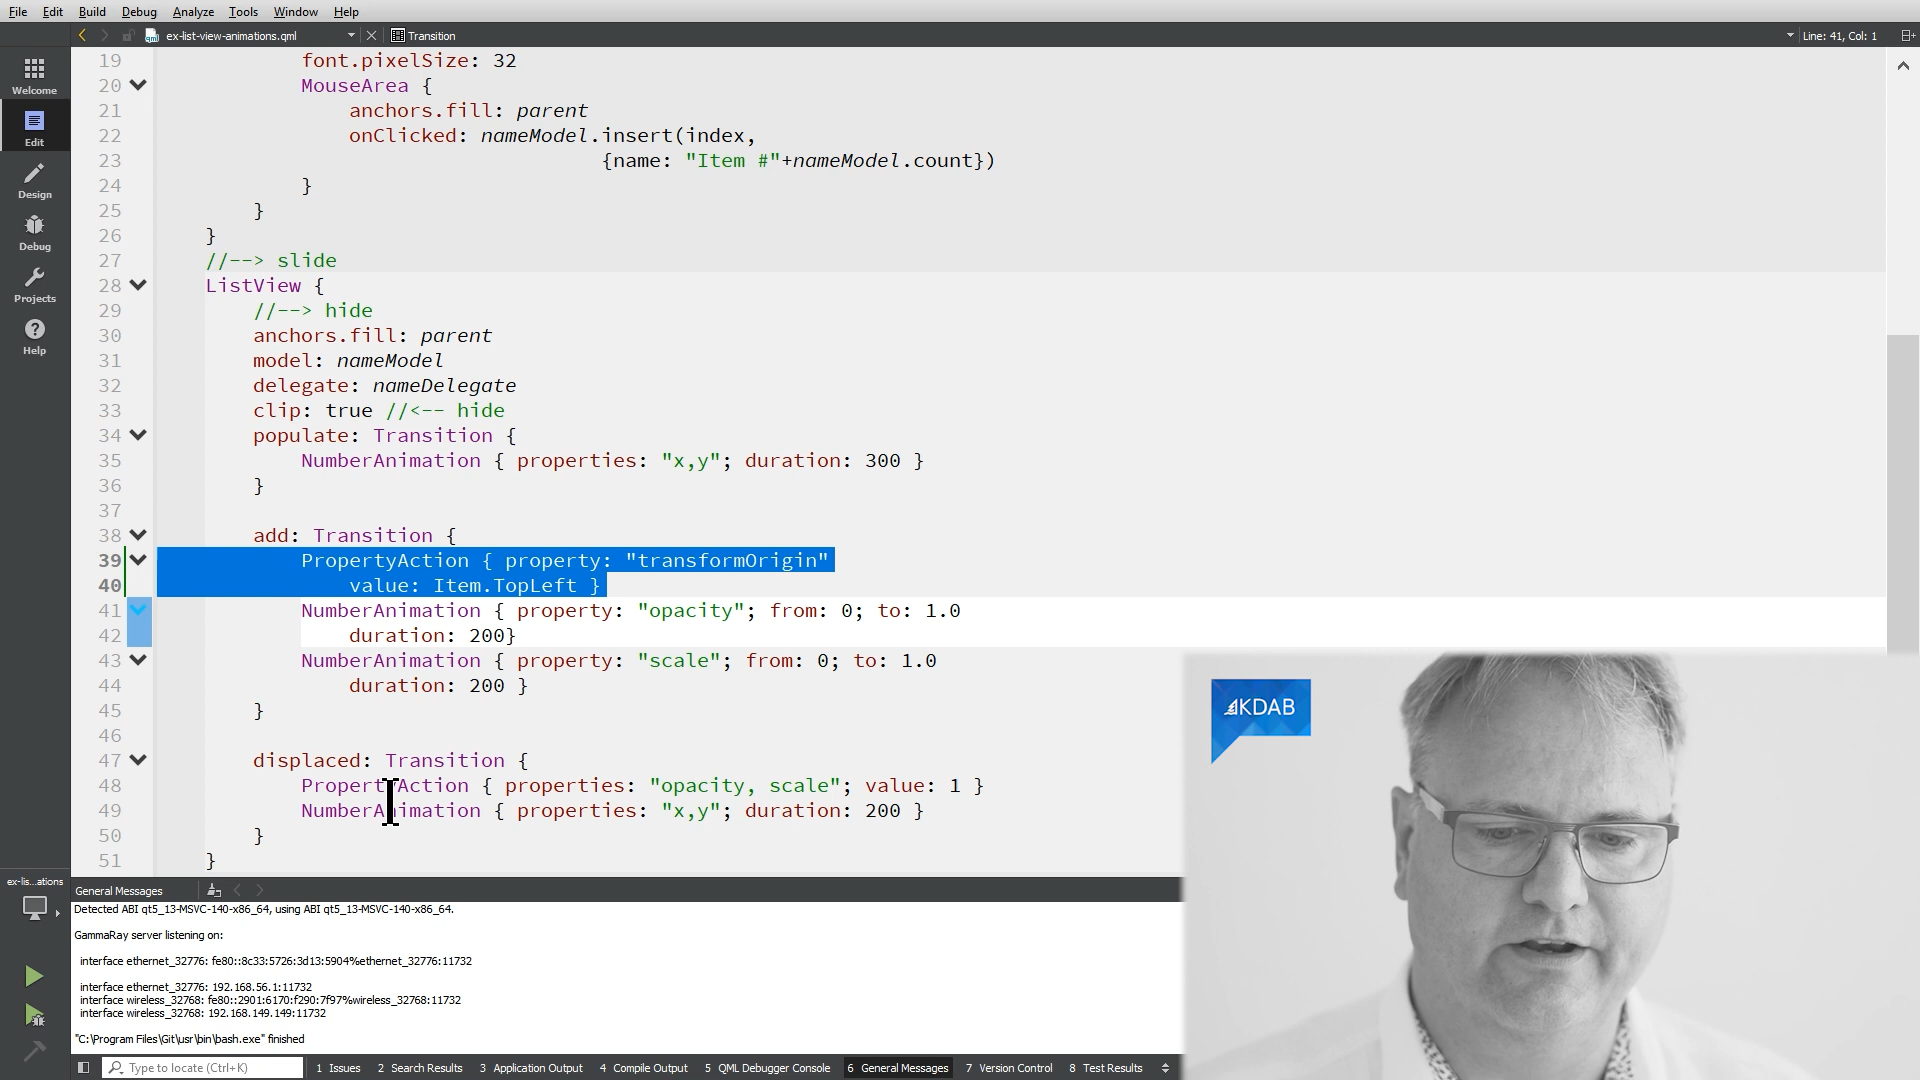 File Edit Build Debug Analyze Tools Window Help
ex-list-view-animations.qml Transition Line: 41, Col: 1
Welcome
Edit
Design
Debug
Projects
Help
19 font.pixelSize: 32
20 MouseArea {
21 anchors.fill: parent
22 onClicked: nameModel.insert(index,
23 {name: "Item #"+nameModel.count})
24 }
25 }
26 }
27 //--> slide
28 ListView {
29 //--> hide
30 anchors.fill: parent
31 model: nameModel
32 delegate: nameDelegate
33 clip: true //<-- hide
34 populate: Transition {
35 NumberAnimation { properties: "x,y"; duration: 300 }
36 }
37
38 add: Transition {
39 PropertyAction { property: "transformOrigin"
40 value: Item.TopLeft }
41 NumberAnimation { property: "opacity"; from: 0; to: 1.0
42 duration: 200}
43 NumberAnimation { property: "scale"; from: 0; to: 1.0
44 duration: 200 }
45 }
46
47 displaced: Transition {
48 PropertyAction { properties: "opacity, scale"; value: 1 }
49 NumberAnimation { properties: "x,y"; duration: 200 }
50 }
51 }
KDAB
ex-lis...ations
General Messages
Detected ABI qt5_13-MSVC-140-x86_64, using ABI qt5_13-MSVC-140-x86_64.
GammaRay server listening on:
interface ethernet_32776: fe80::8c33:5726:3d13:5904%ethernet_32776:11732
interface ethernet_32776: 192.168.56.1:11732
interface wireless_32768: fe80::2901:6170:f290:7f97%wireless_32768:11732
interface wireless_32768: 192.168.149.149:11732
"C:\Program Files\Git\usr\bin\bash.exe" finished
Type to locate (Ctrl+K) 1 Issues 2 Search Results 3 Application Output 4 Compile Output 5 QML Debugger Console 6 General Messages 7 Version Control 8 Test Results